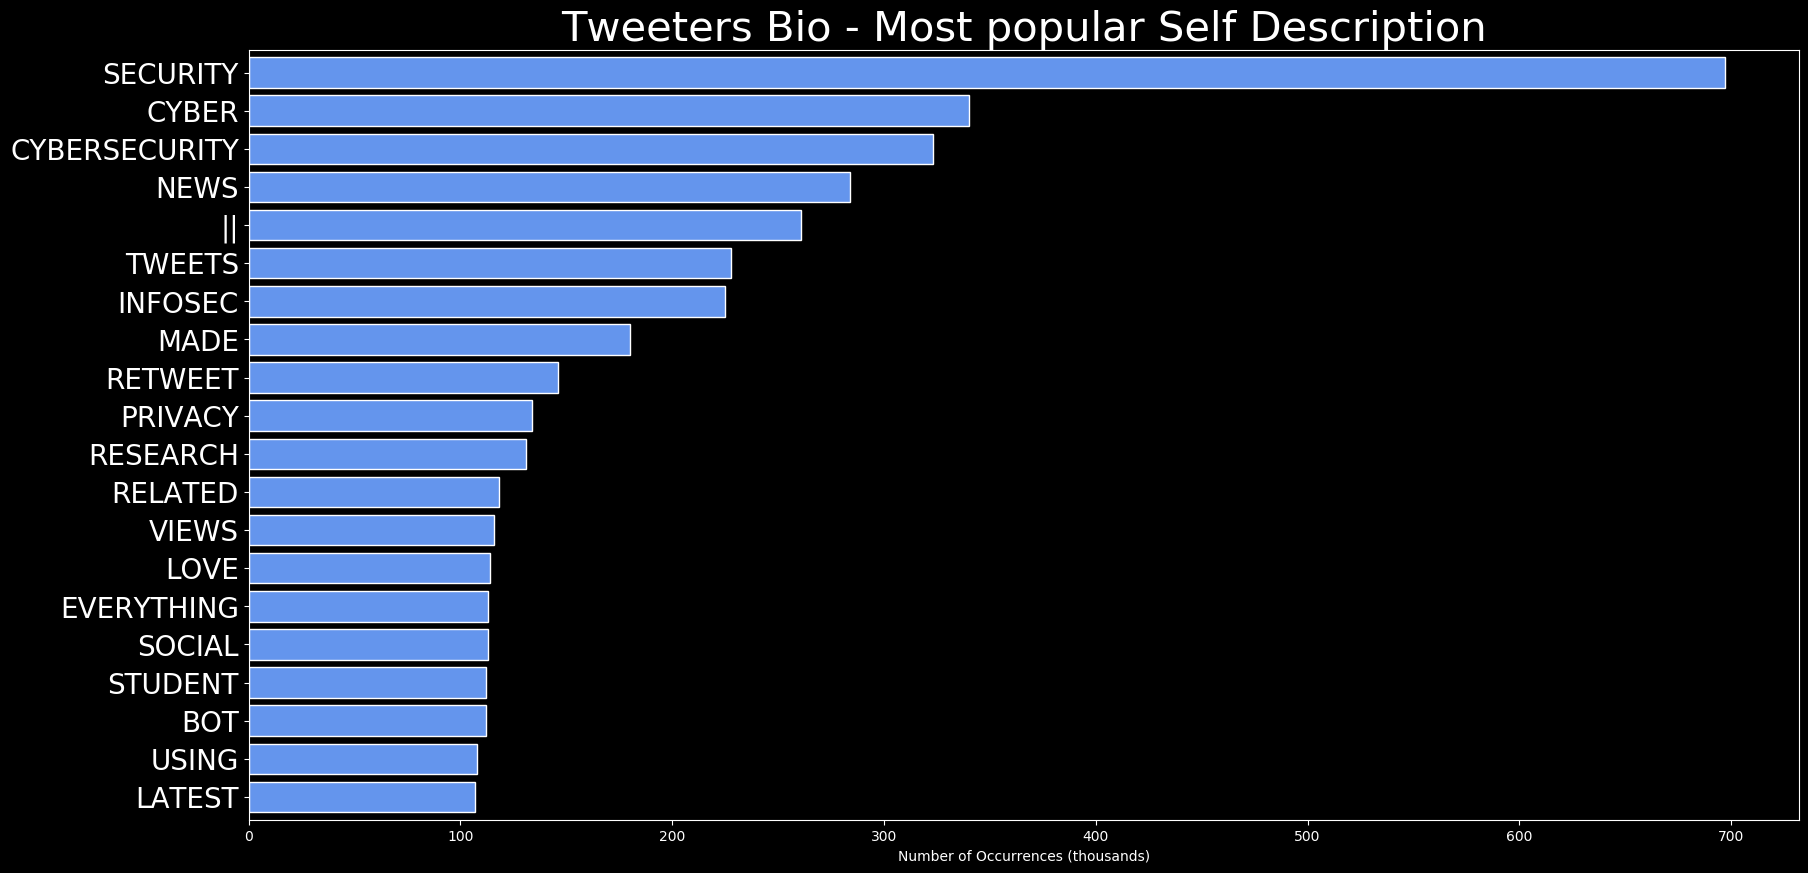 Tweeters Bio - Most popular Self Description
SECURITY
CYBER
CYBERSECURITY
NEWS
||
TWEETS
INFOSEC
MADE
RETWEET
PRIVACY
RESEARCH
RELATED
VIEWS
LOVE
EVERYTHING
SOCIAL
STUDENT
BOT
USING
LATEST
0 100 200 300 400 500 600 700
Number of Occurrences (thousands)